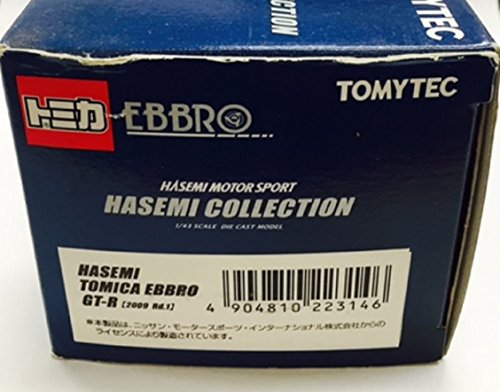 COLLECTION
TOMYTEC
トミカ EBBRO
HASEMI MOTOR SPORT
HASEMI COLLECTION
1/43 SCALE DIE CAST MODEL
HASEMI
TOMICA EBBRO
GT-R [2009 Rd.1]
4 904810 223146
※本製品は、ニッサン・モータースポーツ・インターナショナル株式会社からの
ライセンスにより製造されています。